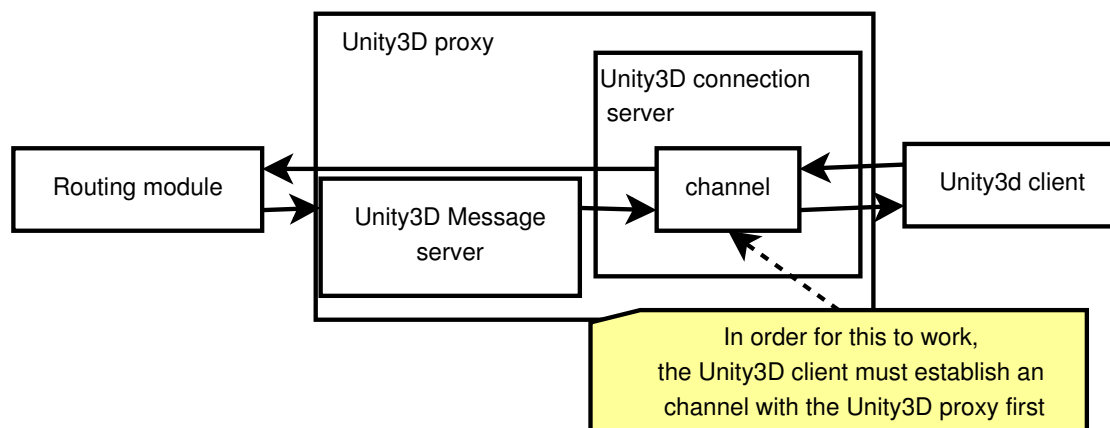 Unity3D proxy
Unity3D connection
server
Routing module
channel
Unity3d client
Unity3D Message
server
In order for this to work,
the Unity3D client must establish an
channel with the Unity3D proxy first